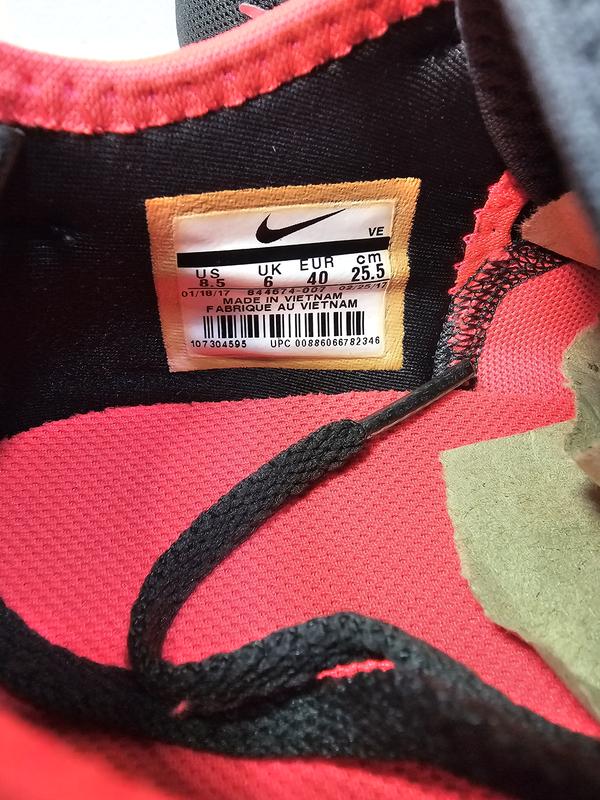 VE
US UK EUR cm
8.5 6 40 25.5
01/18/17 844674-007 02/25/17
MADE IN VIETNAM
FABRIQUE AU VIETNAM
107304595 UPC 00886066782346